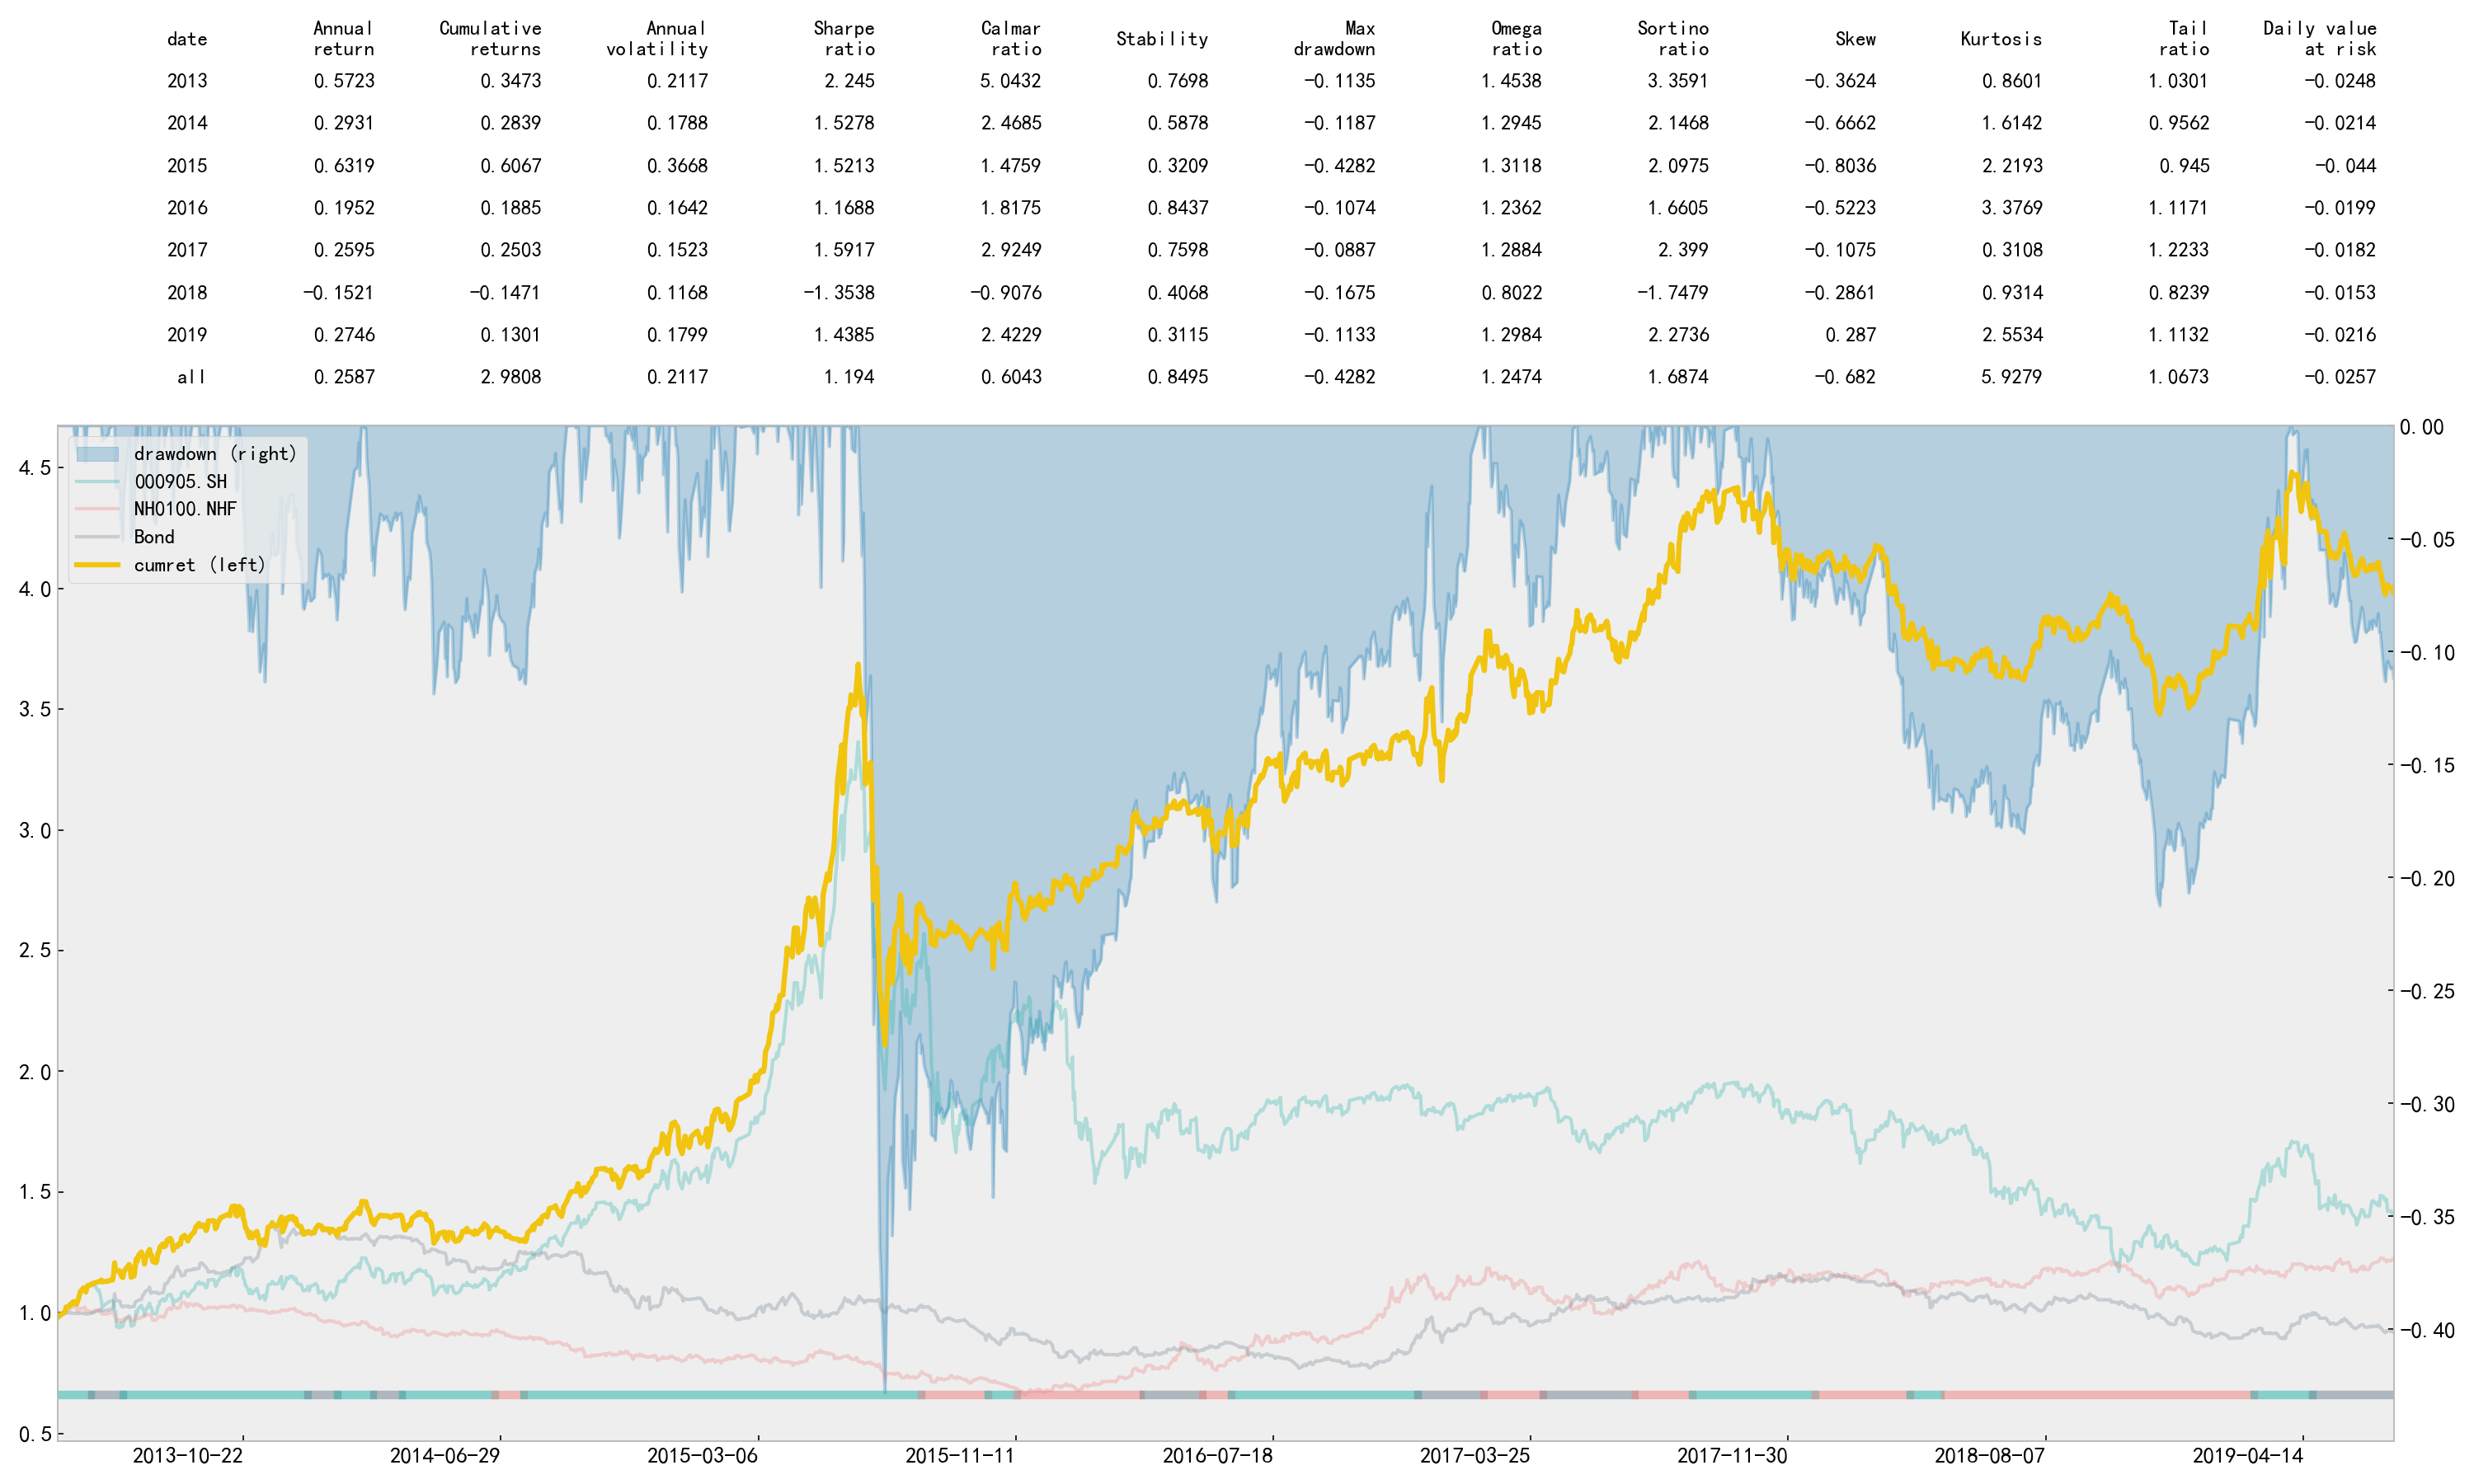 date Annual return Cumulative returns Annual volatility Sharpe ratio Calmar ratio Stability Max drawdown Omega ratio Sortino ratio Skew Kurtosis Tail ratio Daily value at risk
2013 0.5723 0.3473 0.2117 2.245 5.0432 0.7698 -0.1135 1.4538 3.3591 -0.3624 0.8601 1.0301 -0.0248
2014 0.2931 0.2839 0.1788 1.5278 2.4685 0.5878 -0.1187 1.2945 2.1468 -0.6662 1.6142 0.9562 -0.0214
2015 0.6319 0.6067 0.3668 1.5213 1.4759 0.3209 -0.4282 1.3118 2.0975 -0.8036 2.2193 0.945 -0.044
2016 0.1952 0.1885 0.1642 1.1688 1.8175 0.8437 -0.1074 1.2362 1.6605 -0.5223 3.3769 1.1171 -0.0199
2017 0.2595 0.2503 0.1523 1.5917 2.9249 0.7598 -0.0887 1.2884 2.399 -0.1075 0.3108 1.2233 -0.0182
2018 -0.1521 -0.1471 0.1168 -1.3538 -0.9076 0.4068 -0.1675 0.8022 -1.7479 -0.2861 0.9314 0.8239 -0.0153
2019 0.2746 0.1301 0.1799 1.4385 2.4229 0.3115 -0.1133 1.2984 2.2736 0.287 2.5534 1.1132 -0.0216
all 0.2587 2.9808 0.2117 1.194 0.6043 0.8495 -0.4282 1.2474 1.6874 -0.682 5.9279 1.0673 -0.0257
drawdown (right)
000905.SH
NH0100.NHF
Bond
cumret (left)
4.5
4.0
3.5
3.0
2.5
2.0
1.5
1.0
0.5
0.00
-0.05
-0.10
-0.15
-0.20
-0.25
-0.30
-0.35
-0.40
2013-10-22 2014-06-29 2015-03-06 2015-11-11 2016-07-18 2017-03-25 2017-11-30 2018-08-07 2019-04-14